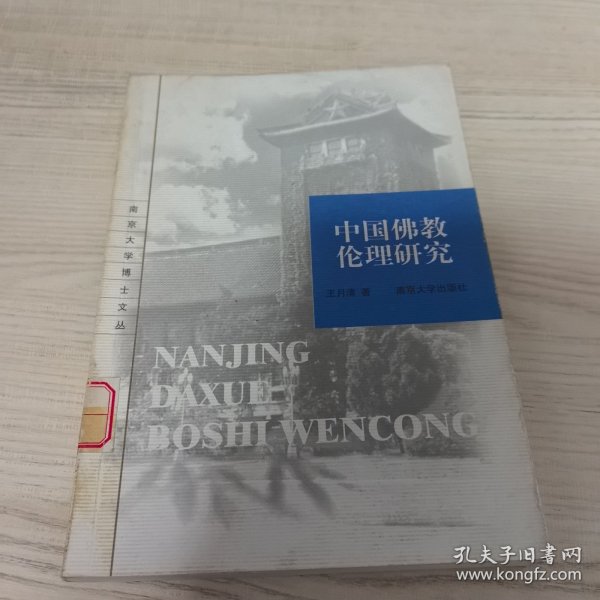 南京大学博士文丛
中国佛教
伦理研究
王月清 著 南京大学出版社
NANJING
DAXUE
BOSHI WENCONG
孔夫子旧书网
www.kongfz.com